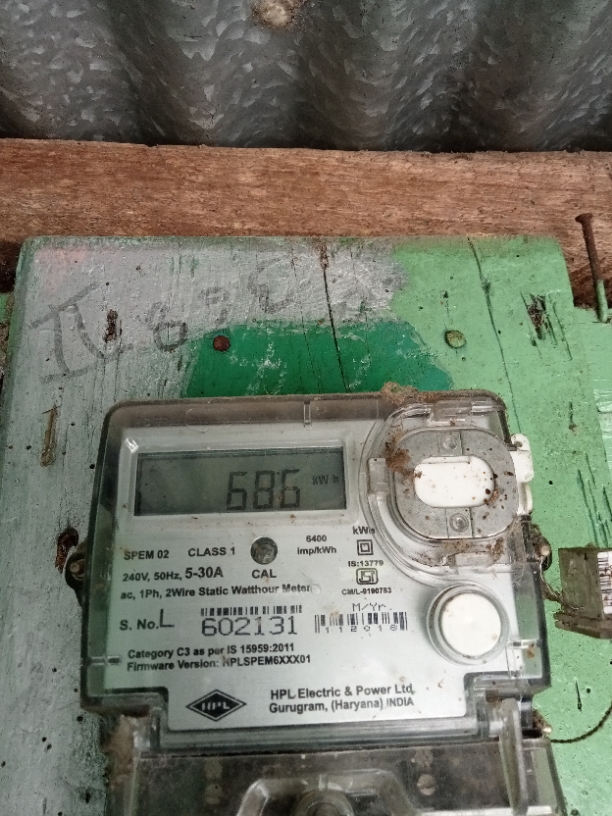 686 kWh
SPEM 02 CLASS 1 6400 imp/kWh kWh
240V, 50Hz, 5-30A CAL IS:13779
ac, 1Ph, 2Wire Static Watthour Meter CM/L-0190753
S. No. L 602131 M/Yr. 112018
Category C3 as per IS 15959:2011
Firmware Version: HPLSPEM6XXX01
HPL HPL Electric & Power Ltd,
Gurugram, (Haryana) INDIA